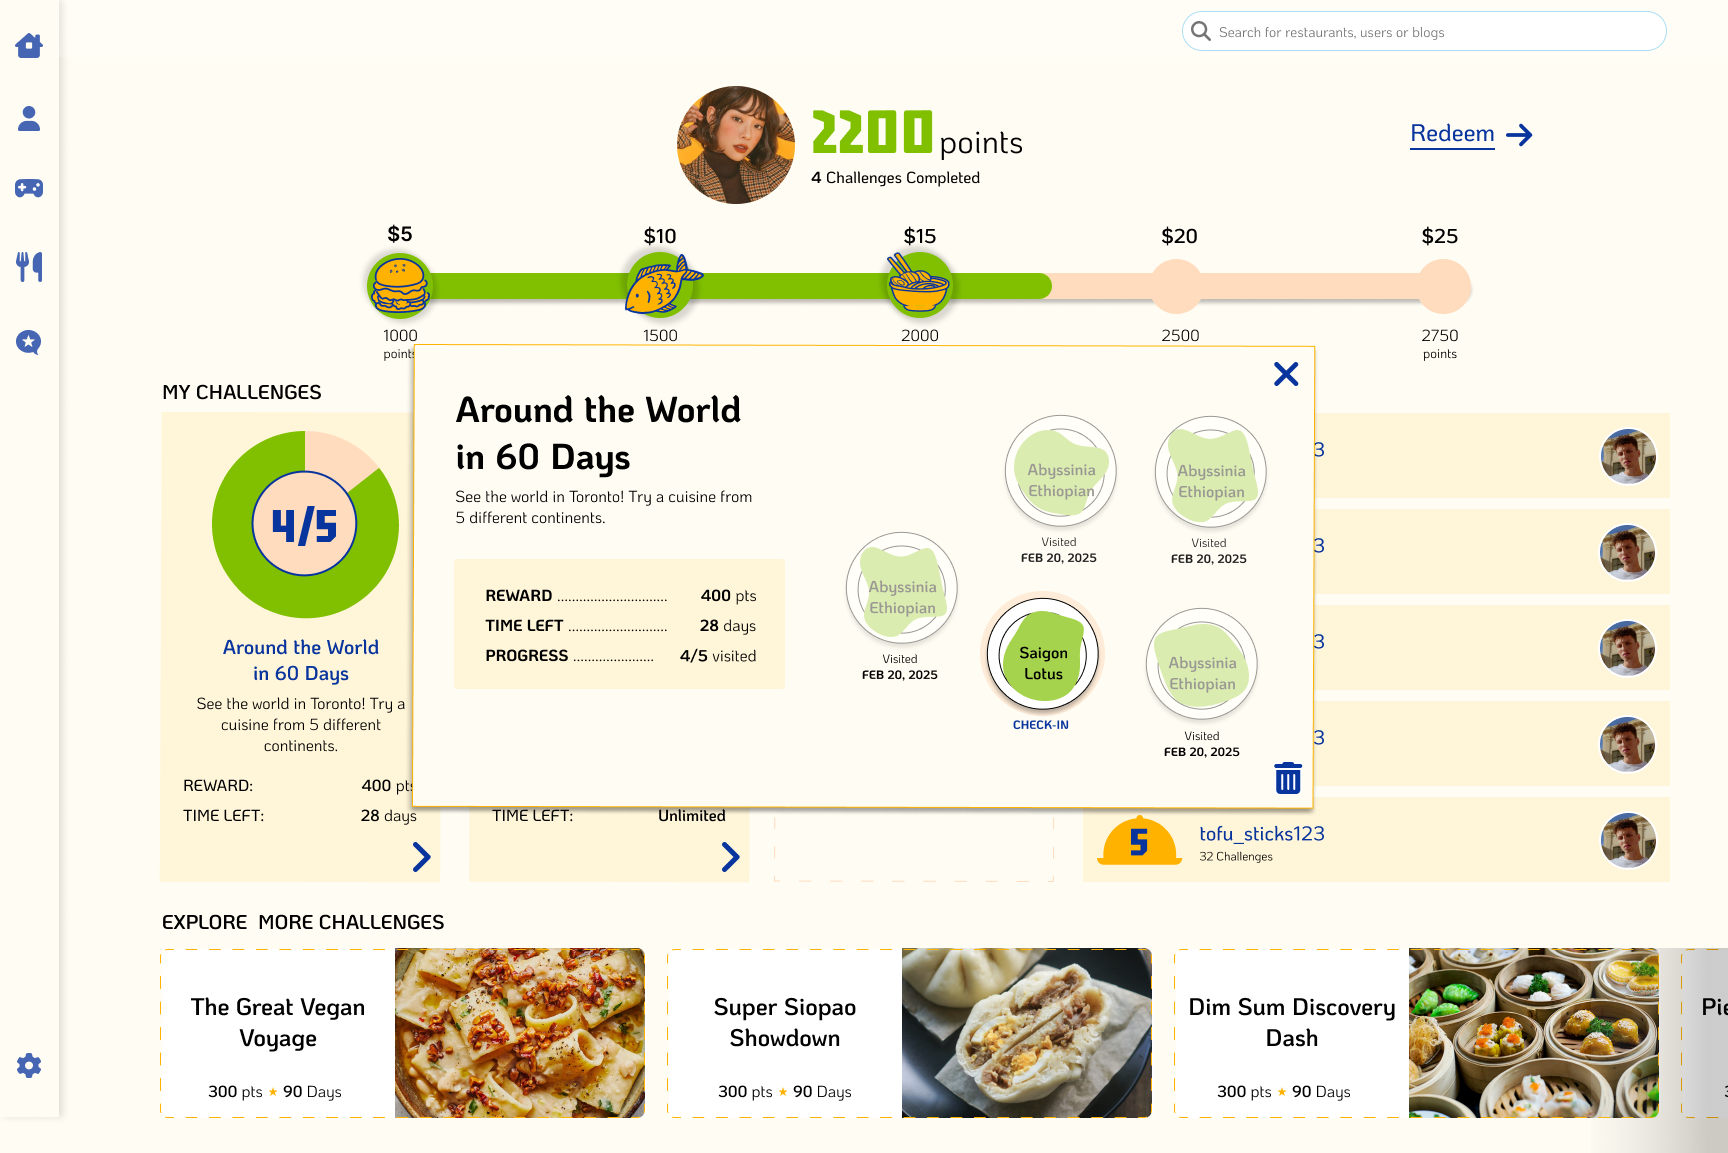 Search for restaurants, users or blogs
2200 points
4 Challenges Completed
Redeem
$5
$10
$15
$20
$25
1000
points
1500
2000
2500
2750
points
MY CHALLENGES
4/5
Around the World
in 60 Days
See the world in Toronto! Try a
cuisine from 5 different
continents.
REWARD: 400 pts
TIME LEFT: 28 days
Around the World
in 60 Days
See the world in Toronto! Try a cuisine from
5 different continents.
REWARD .............................. 400 pts
TIME LEFT ........................... 28 days
PROGRESS ...................... 4/5 visited
Abyssinia
Ethiopian
Visited
FEB 20, 2025
Abyssinia
Ethiopian
Visited
FEB 20, 2025
Abyssinia
Ethiopian
Visited
FEB 20, 2025
Saigon
Lotus
CHECK-IN
Abyssinia
Ethiopian
Visited
FEB 20, 2025
TIME LEFT: Unlimited
3
3
3
3
5
tofu_sticks123
32 Challenges
EXPLORE MORE CHALLENGES
The Great Vegan
Voyage
300 pts ★ 90 Days
Super Siopao
Showdown
300 pts ★ 90 Days
Dim Sum Discovery
Dash
300 pts ★ 90 Days
Pie